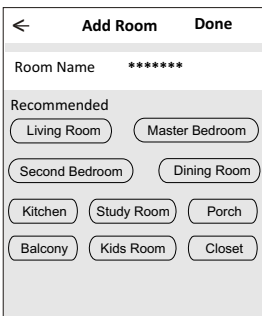 Add Room Done
Room Name *******
Recommended
Living Room Master Bedroom
Second Bedroom Dining Room
Kitchen Study Room Porch
Balcony Kids Room Closet